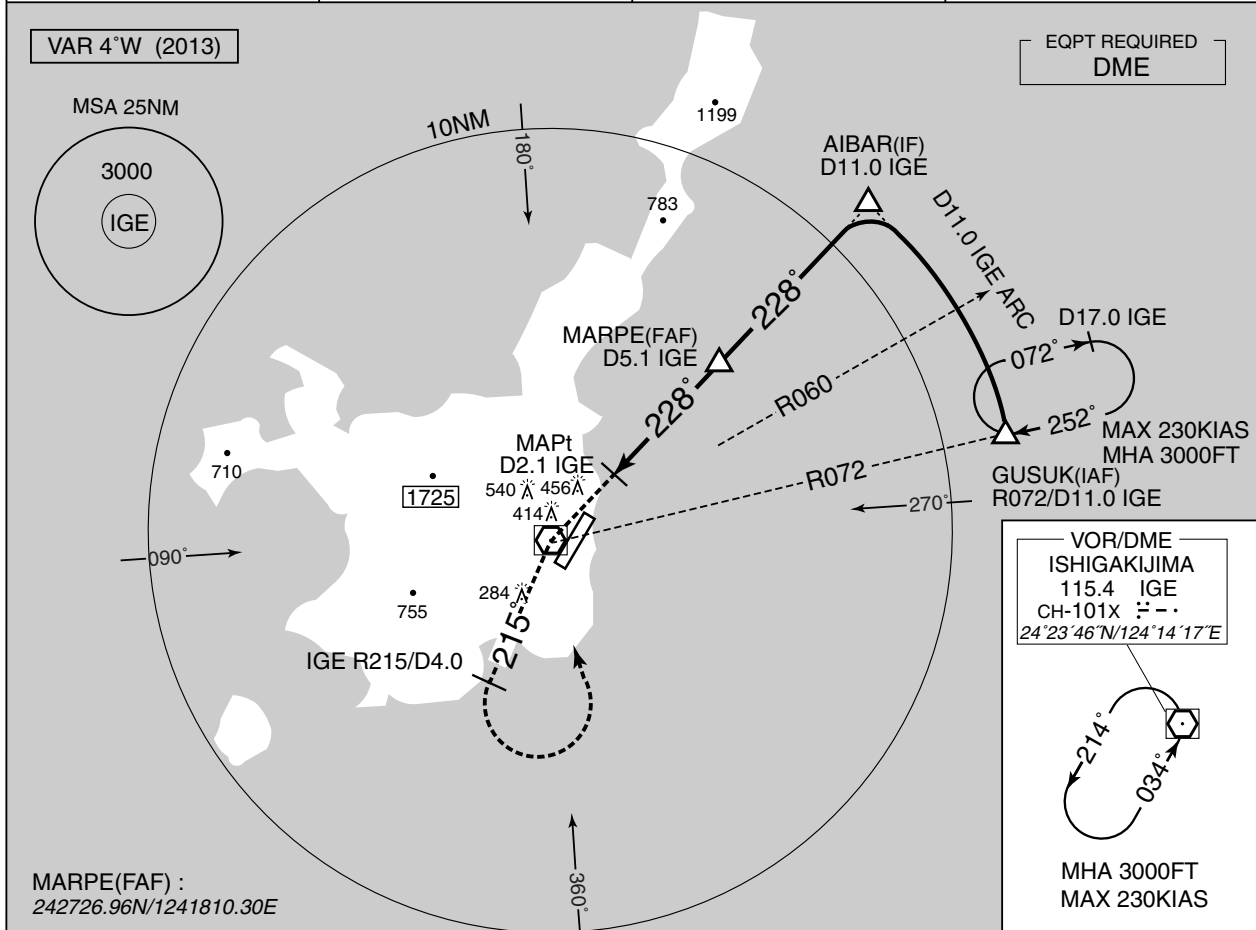 VAR 4°W (2013)
EQPT REQUIRED
DME
MSA 25NM
3000
IGE
10NM
180°
1199
783
AIBAR(IF)
D11.0 IGE
D11.0 IGE ARC
228°
MARPE(FAF)
D5.1 IGE
228°
R060
D17.0 IGE
072°
252°
MAX 230KIAS
MHA 3000FT
R072
GUSUK(IAF)
R072/D11.0 IGE
270°
710
1725
MAPt
D2.1 IGE
540
456
414
090°
755
284
215°
IGE R215/D4.0
360°
VOR/DME
ISHIGAKIJIMA
115.4 IGE
CH-101X
24°23´46˝N/124°14´17˝E
214°
034°
MHA 3000FT
MAX 230KIAS
MARPE(FAF) :
242726.96N/1241810.30E